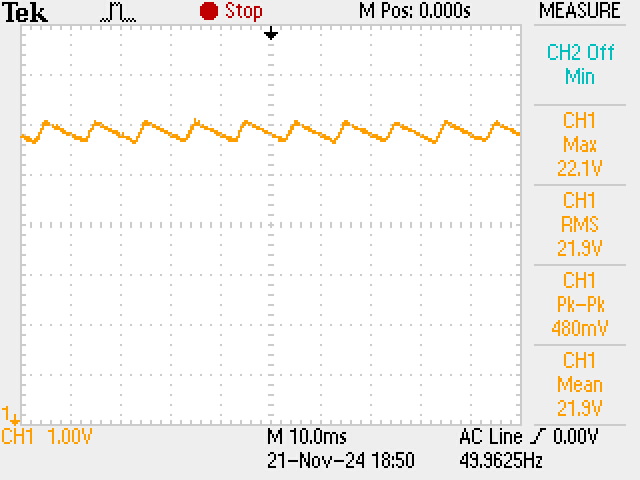 Tek Stop M Pos: 0.000s MEASURE
CH2 Off
Min
CH1
Max
22.1V
CH1
RMS
21.9V
CH1
Pk-Pk
480mV
CH1
Mean
21.9V
1
CH1 1.00V M 10.0ms AC Line 0.00V
21-Nov-24 18:50 49.9625Hz